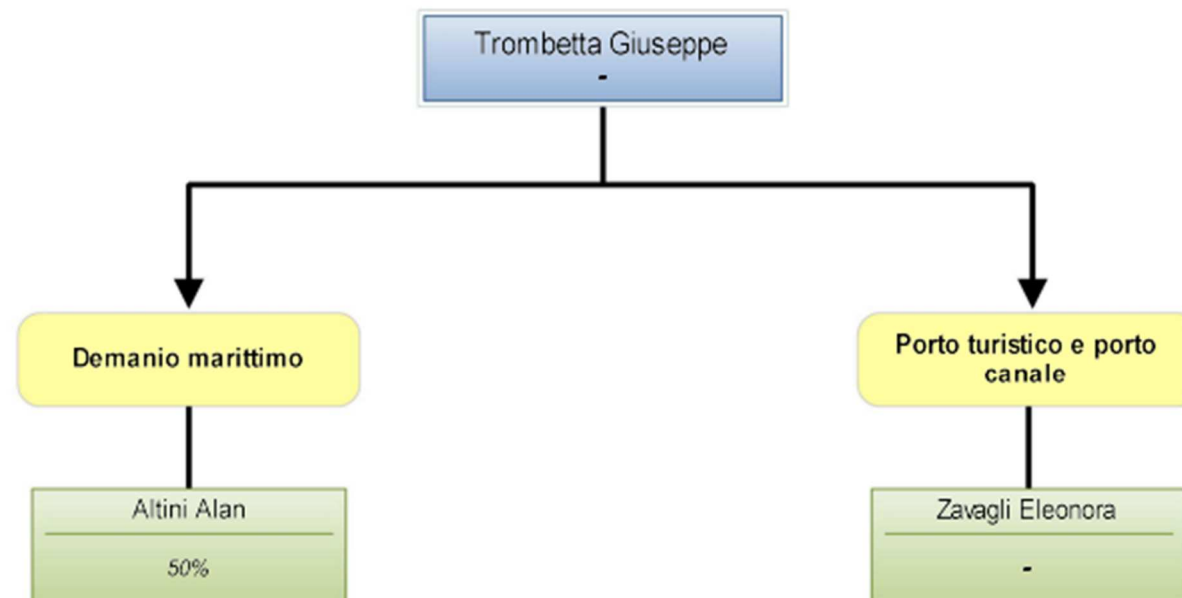 Trombetta Giuseppe
-
Demanio marittimo
Porto turistico e porto
canale
Altini Alan
50%
Zavagli Eleonora
-